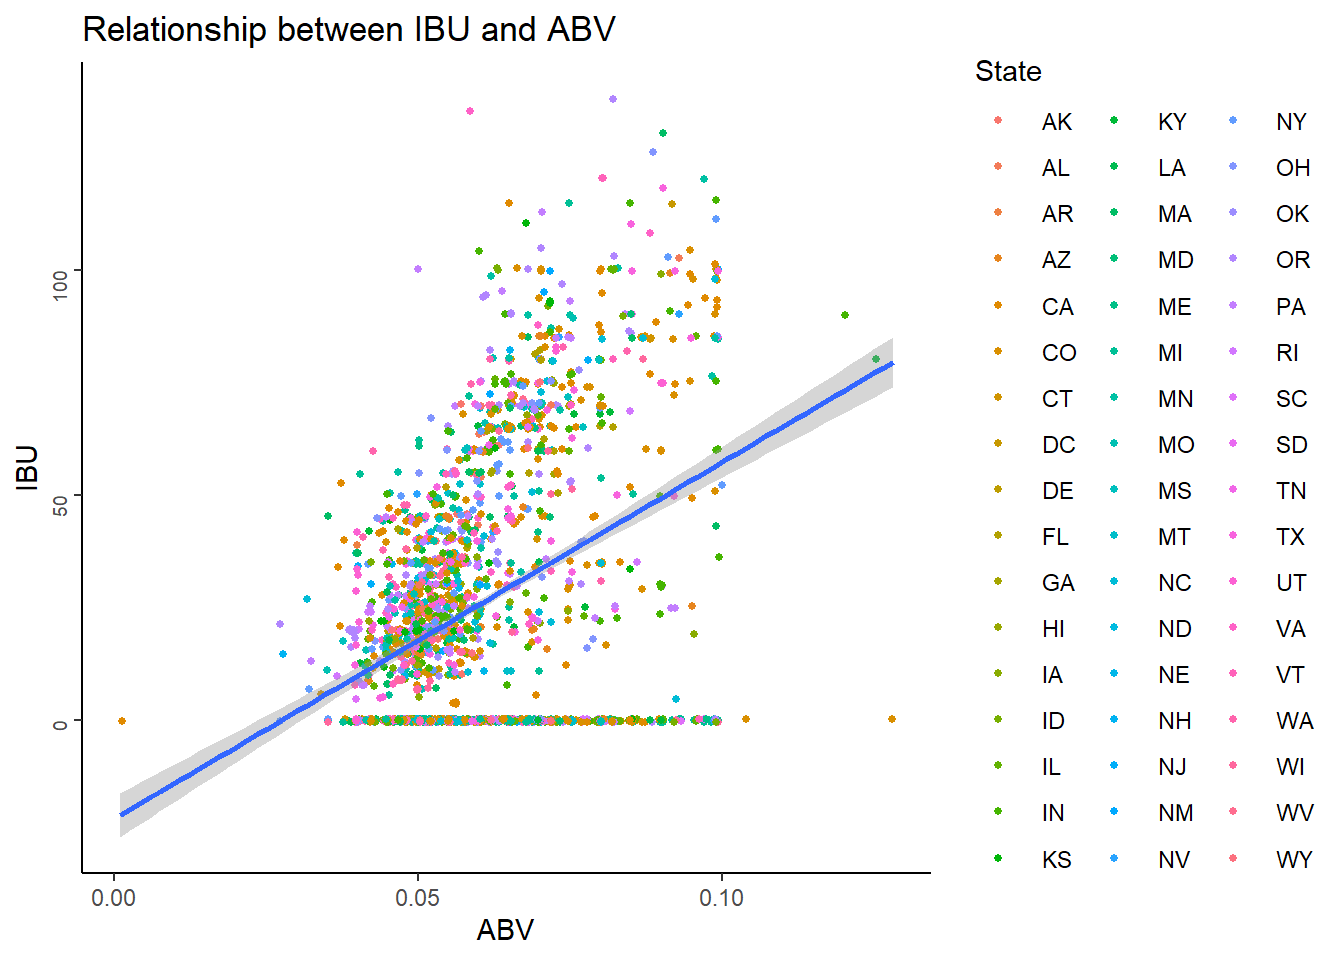 Relationship between IBU and ABV
State
AK KY NY
AL LA OH
AR MA OK
AZ MD OR
CA ME PA
CO MI RI
CT MN SC
DC MO SD
DE MS TN
FL MT TX
GA NC UT
HI ND VA
IA NE VT
ID NH WA
IL NJ WI
IN NM WV
KS NV WY
IBU
100
50
0
0.00 0.05 0.10
ABV